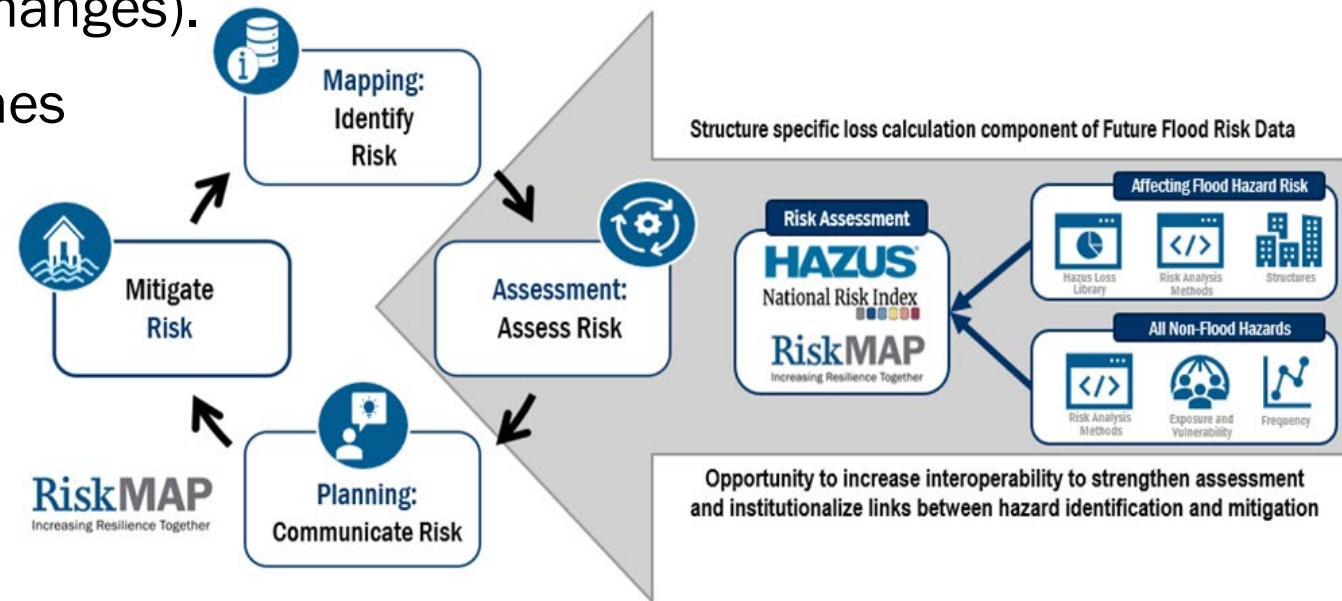 hanges).
nes
Mapping:
Identify
Risk
Assessment:
Assess Risk
Planning:
Communicate Risk
Mitigate
Risk
RiskMAP
Increasing Resilience Together
Structure specific loss calculation component of Future Flood Risk Data
Risk Assessment
HAZUS®
National Risk Index
RiskMAP
Increasing Resilience Together
Affecting Flood Hazard Risk
Hazus Loss
Library
Risk Analysis
Methods
Structures
All Non-Flood Hazards
Risk Analysis
Methods
Exposure and
Vulnerability
Frequency
Opportunity to increase interoperability to strengthen assessment
and institutionalize links between hazard identification and mitigation